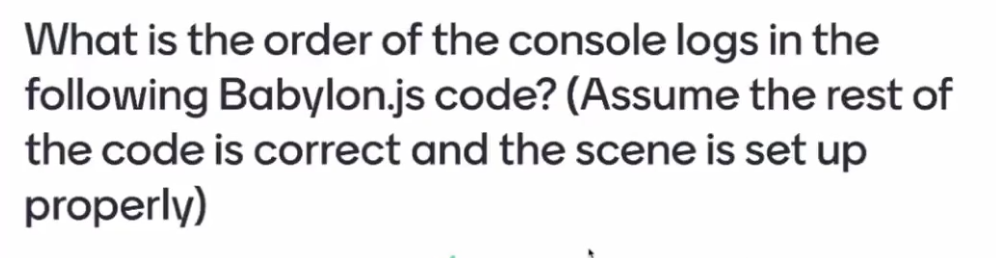 What is the order of the console logs in the
following Babylon.js code? (Assume the rest of
the code is correct and the scene is set up
properly)